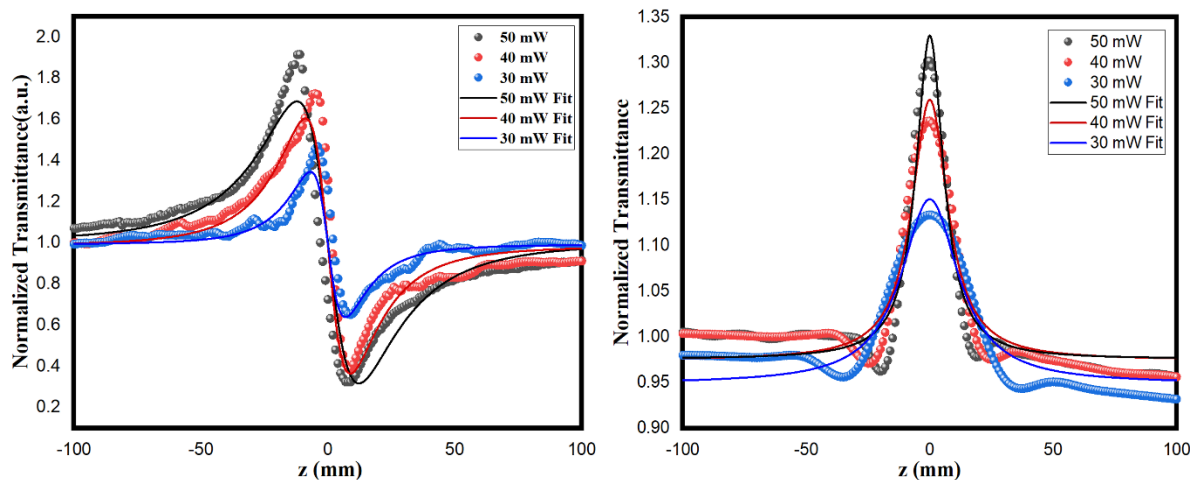 2.0
1.8
1.6
1.4
1.2
1.0
0.8
0.6
0.4
0.2
Normalized Transmittance(a.u.)
50 mW
40 mW
30 mW
50 mW Fit
40 mW Fit
30 mW Fit
-100
-50
0
50
100
z (mm)
1.35
1.30
1.25
1.20
1.15
1.10
1.05
1.00
0.95
0.90
Normalized Transmittance
50 mW
40 mW
30 mW
50 mW Fit
40 mW Fit
30 mW Fit
-100
-50
0
50
100
z (mm)